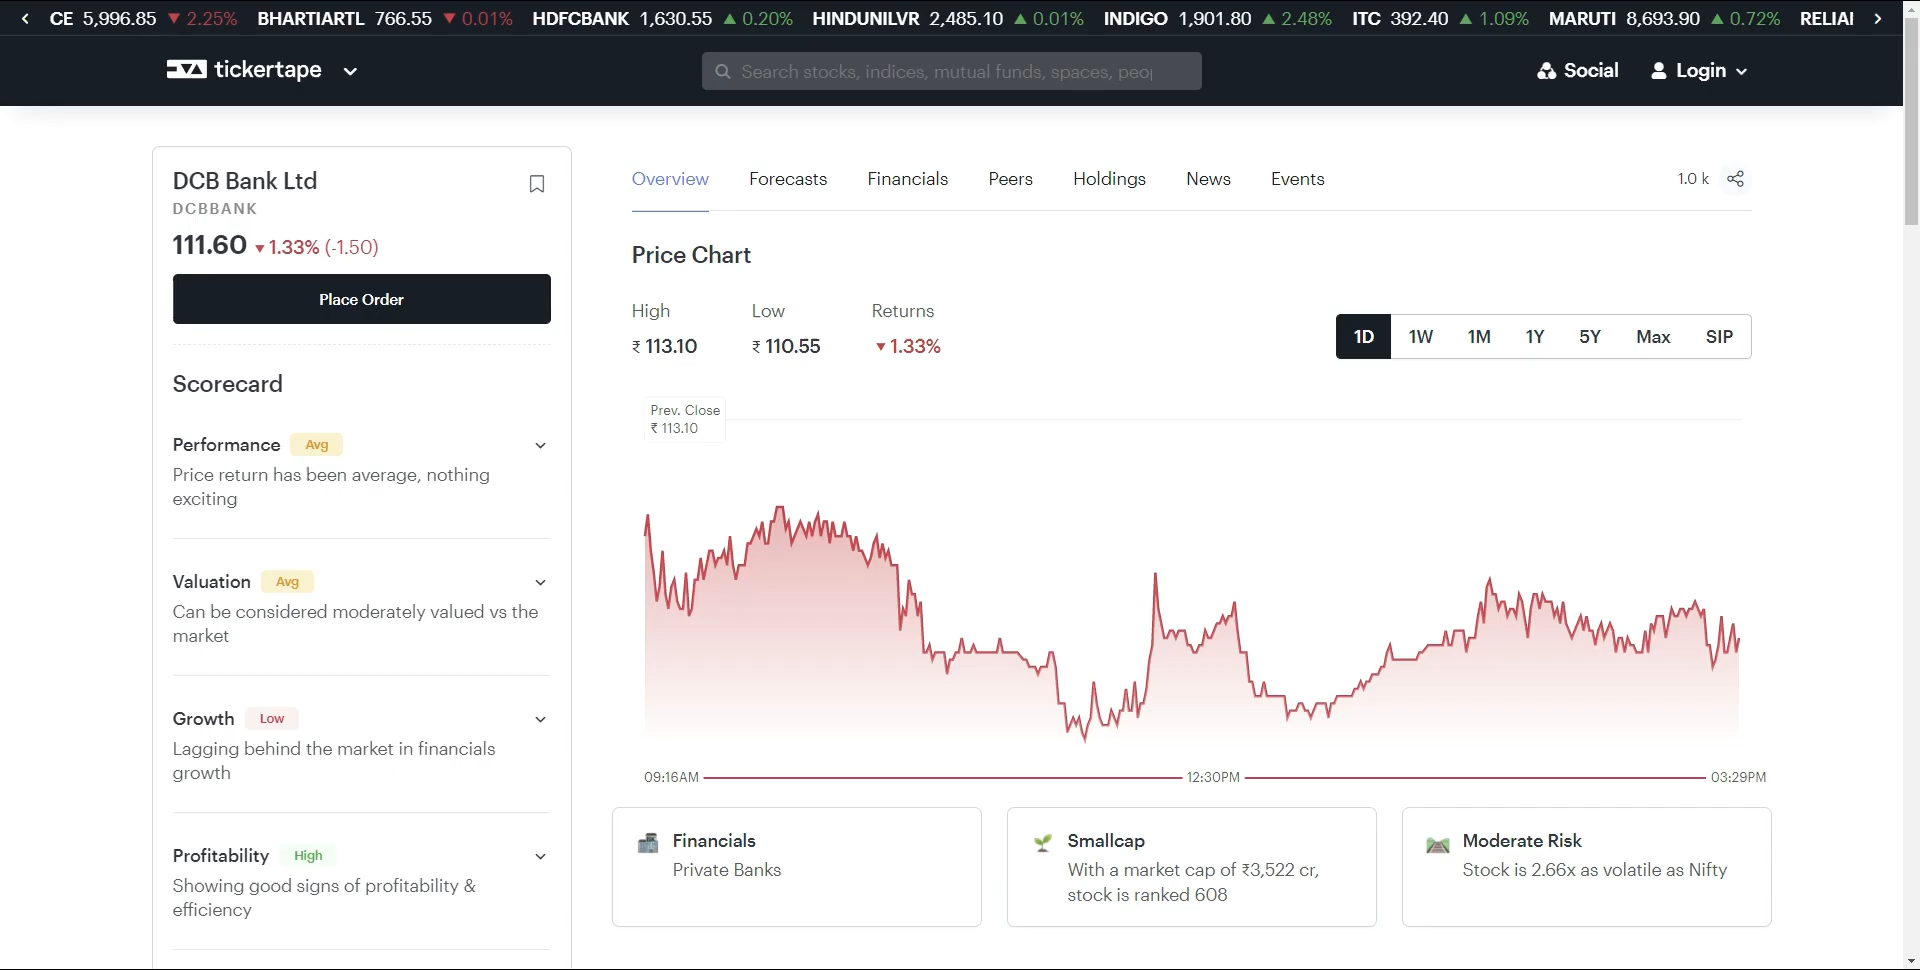 CE 5,996.85 ▼ 2.25% BHARTIARTL 766.55 ▼ 0.01% HDFCBANK 1,630.55 ▲ 0.20% HINDUNILVR 2,485.10 ▲ 0.01% INDIGO 1,901.80 ▲ 2.48% ITC 392.40 ▲ 1.09% MARUTI 8,693.90 ▲ 0.72% RELIAI
tickertape
Search stocks, indices, mutual funds, spaces, peop
Social
Login
DCB Bank Ltd
DCBBANK
111.60 ▼ 1.33% (-1.50)
Place Order
Scorecard
Performance Avg
Price return has been average, nothing
exciting
Valuation Avg
Can be considered moderately valued vs the
market
Growth Low
Lagging behind the market in financials
growth
Profitability High
Showing good signs of profitability &
efficiency
Overview Forecasts Financials Peers Holdings News Events
1.0 k
Price Chart
High Low Returns
₹ 113.10 ₹ 110.55 ▼ 1.33%
1D 1W 1M 1Y 5Y Max SIP
Prev. Close
₹ 113.10
09:16AM 12:30PM 03:29PM
Financials
Private Banks
Smallcap
With a market cap of ₹3,522 cr,
stock is ranked 608
Moderate Risk
Stock is 2.66x as volatile as Nifty